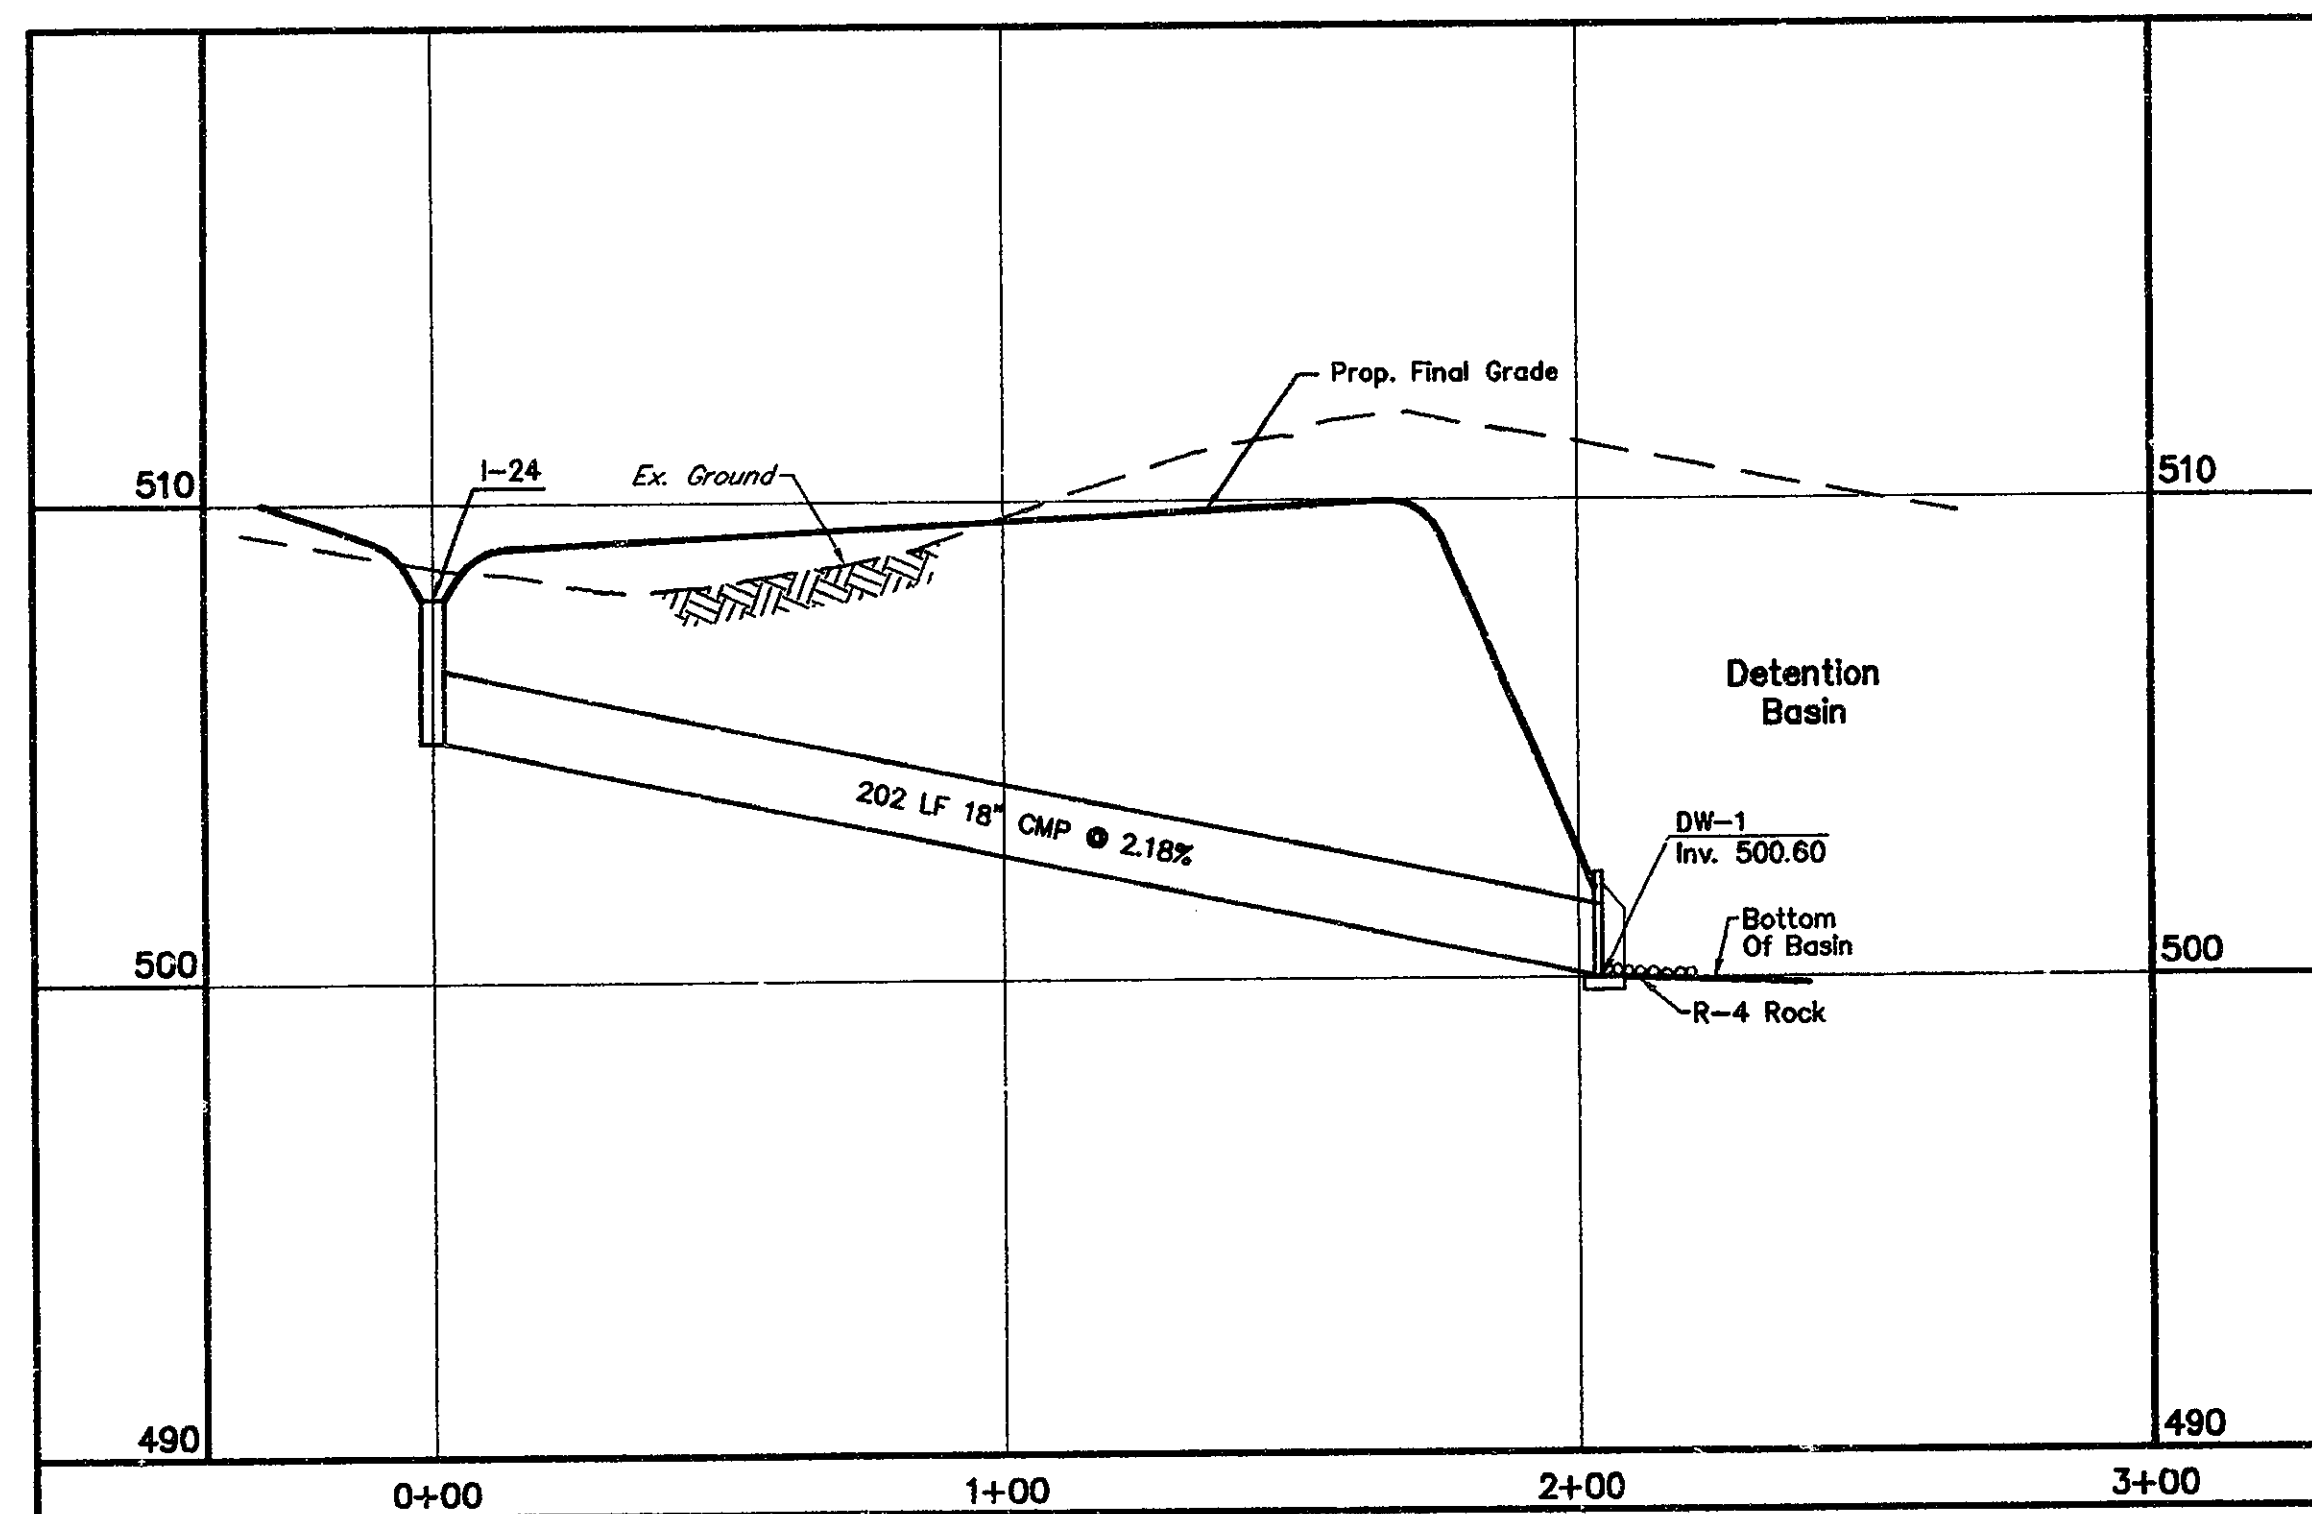 Prop. Final Grade
I-24
Ex. Ground
510
510
Detention
Basin
202 LF 18" CMP @ 2.18%
DW-1
Inv. 500.60
Bottom
Of Basin
500
500
R-4 Rock
490
490
0+00
1+00
2+00
3+00